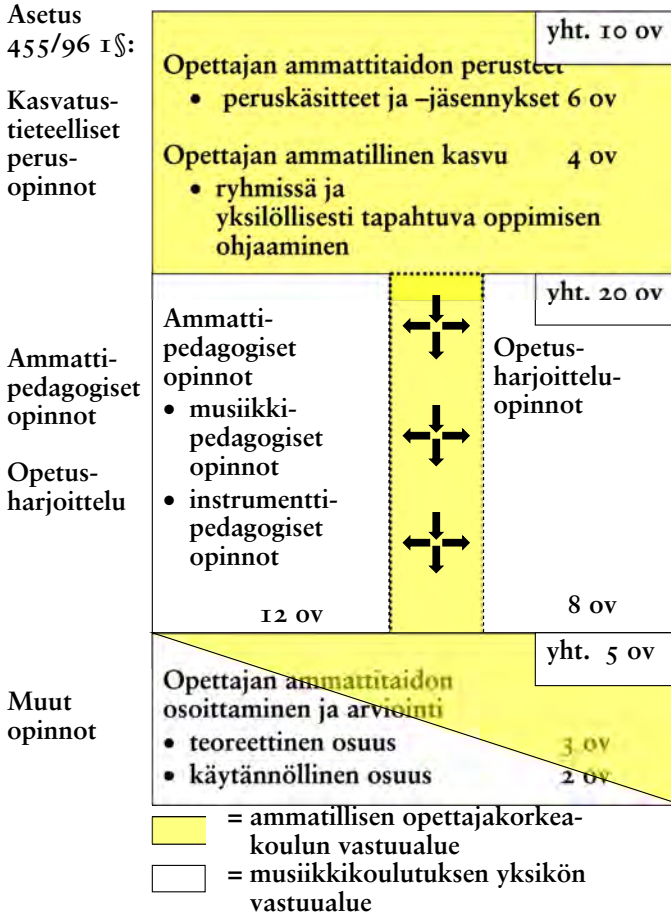 Asetus
455/96 1§:
Kasvatus-
tieteelliset
perus-
opinnot
yht. 10 ov
Opettajan ammattitaidon perusteet
• peruskäsitteet ja –jäsennykset 6 ov
Opettajan ammatillinen kasvu 4 ov
• ryhmissä ja
yksilöllisesti tapahtuva oppimisen
ohjaaminen
Ammatti-
pedagogiset
opinnot
Opetus-
harjoittelu
yht. 20 ov
Ammatti-
pedagogiset
opinnot
• musiikki-
pedagogiset
opinnot
• instrumentti-
pedagogiset
opinnot
12 ov
Opetus-
harjoittelu-
opinnot
8 ov
Muut
opinnot
yht. 5 ov
Opettajan ammattitaidon
osoittaminen ja arviointi
• teoreettinen osuus 3 ov
• käytännöllinen osuus 2 ov
= ammatillisen opettajakorkea-
koulun vastuualue
= musiikkikoulutuksen yksikön
vastuualue